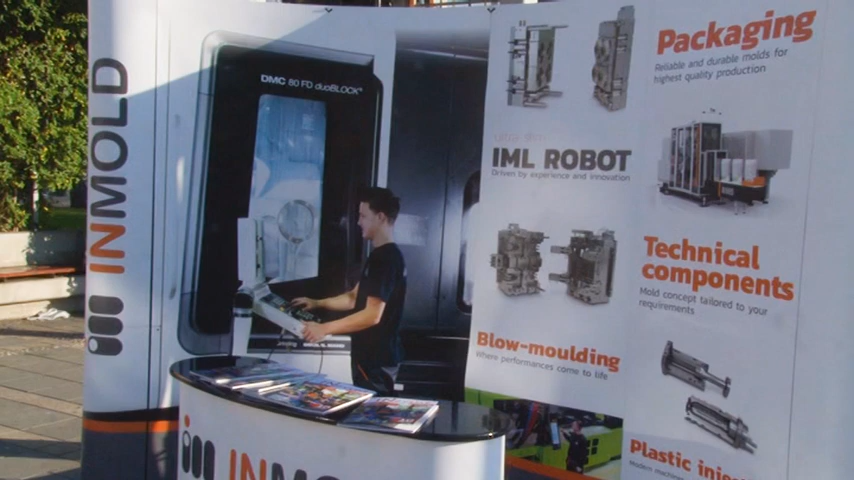 INMOLD
DMC 80 FD duoBLOCK®
Packaging
Reliable and durable molds for
highest quality production
IML ROBOT
Driven by experience and innovation
Technical
components
Mold concept tailored to your
requirements
Blow-moulding
Where performances come to life
Plastic
Modern
INMO